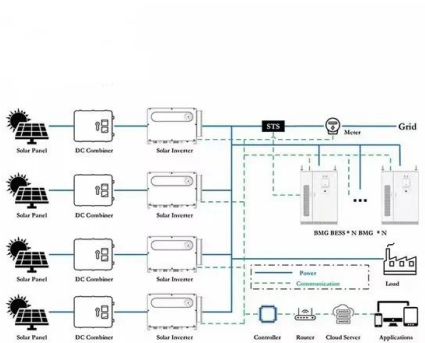 STS
Meter
Grid
Solar Panel
DC Combiner
Solar Inverter
Solar Panel
DC Combiner
Solar Inverter
BMG BESS * N BMG * N
Solar Panel
DC Combiner
Solar Inverter
Power
Communication
Load
Solar Panel
DC Combiner
Solar Inverter
Controller
Router
Cloud Server
Applications